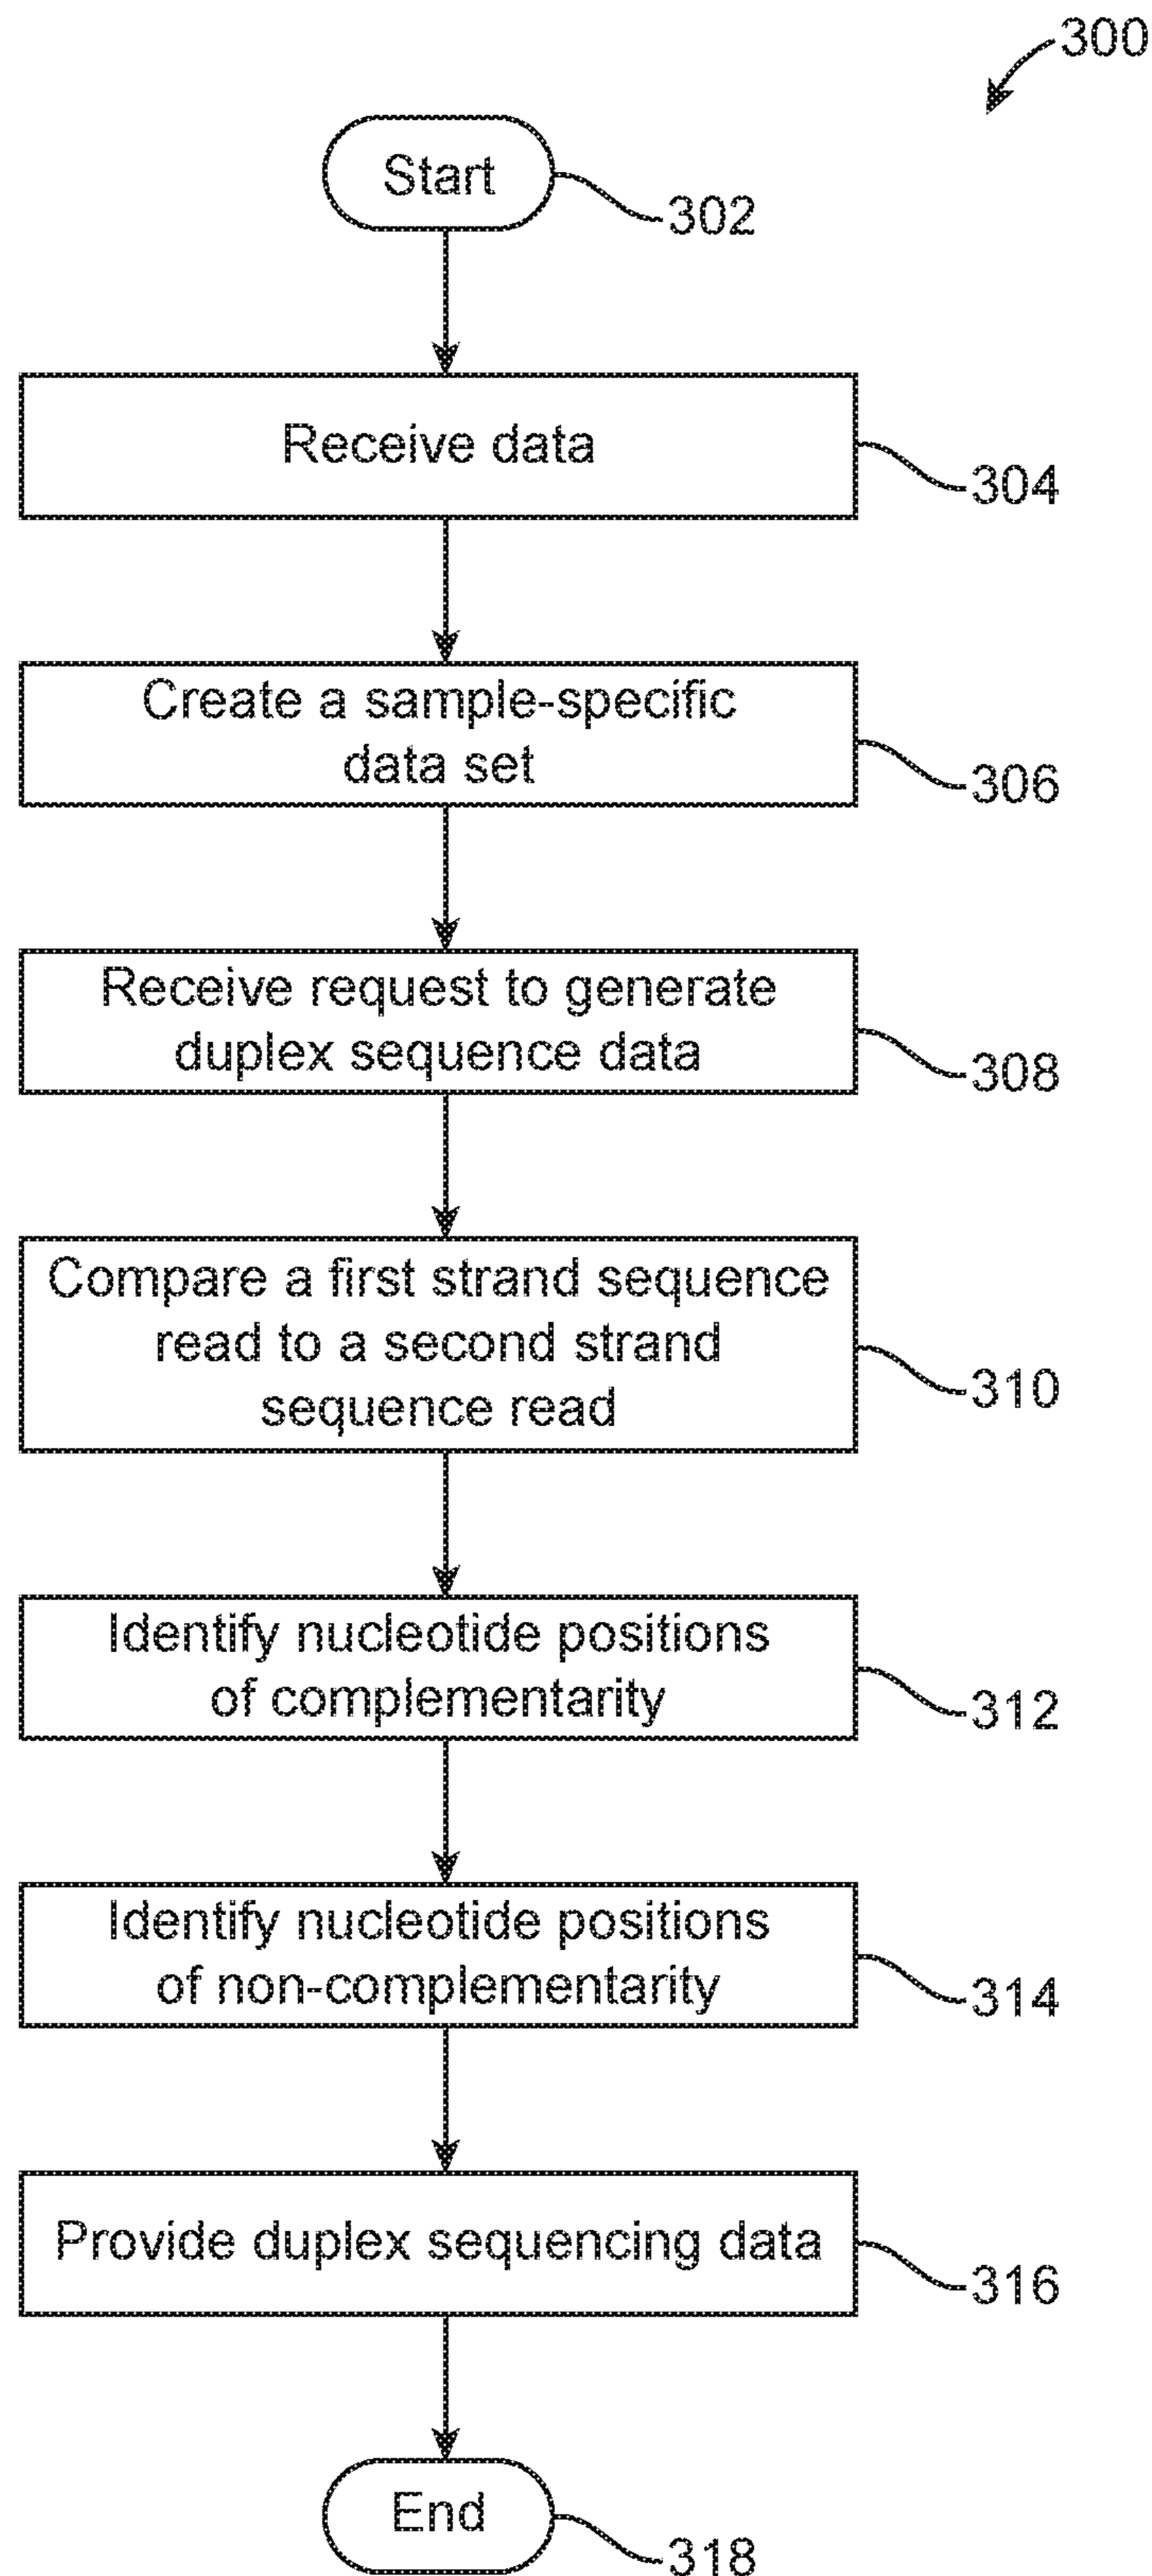 300
Start
302
Receive data
304
Create a sample-specific
data set
306
Receive request to generate
duplex sequence data
308
Compare a first strand sequence
read to a second strand
sequence read
310
Identify nucleotide positions
of complementarity
312
Identify nucleotide positions
of non-complementarity
314
Provide duplex sequencing data
316
End
318